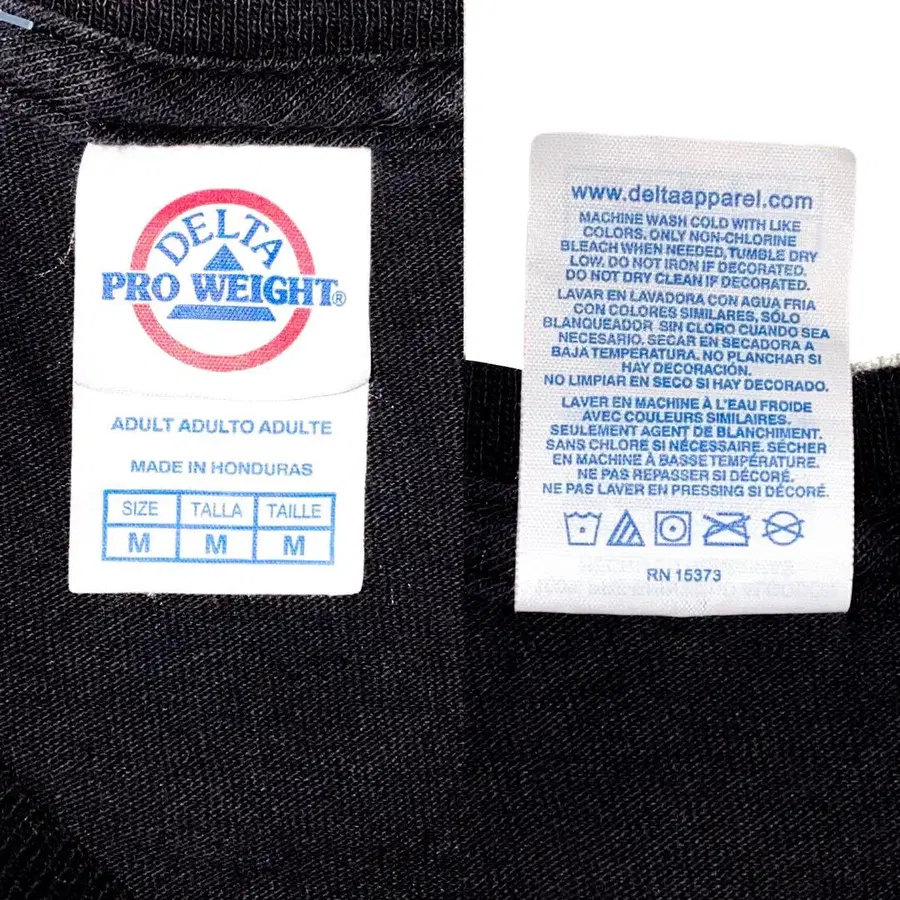 DELTA
PRO WEIGHT®
ADULT ADULTO ADULTE
MADE IN HONDURAS
SIZE TALLA TAILLE
M M M
www.deltaapparel.com
MACHINE WASH COLD WITH LIKE
COLORS. ONLY NON-CHLORINE
BLEACH WHEN NEEDED, TUMBLE DRY
LOW. DO NOT IRON IF DECORATED.
DO NOT DRY CLEAN IF DECORATED.
LAVAR EN LAVADORA CON AGUA FRIA
CON COLORES SIMILARES, SÓLO
BLANQUEADOR SIN CLORO CUANDO SEA
NECESARIO. SECAR EN SECADORA A
BAJA TEMPERATURA. NO PLANCHAR SI
HAY DECORACIÓN.
NO LIMPIAR EN SECO SI HAY DECORADO.
LAVER EN MACHINE À L'EAU FROIDE
AVEC COULEURS SIMILAIRES.
SEULEMENT AGENT DE BLANCHIMENT.
SANS CHLORE SI NÉCESSAIRE. SÉCHER
EN MACHINE À BASSE TEMPÉRATURE.
NE PAS REPASSER SI DÉCORÉ.
NE PAS LAVER EN PRESSING SI DÉCORÉ.
RN 15373